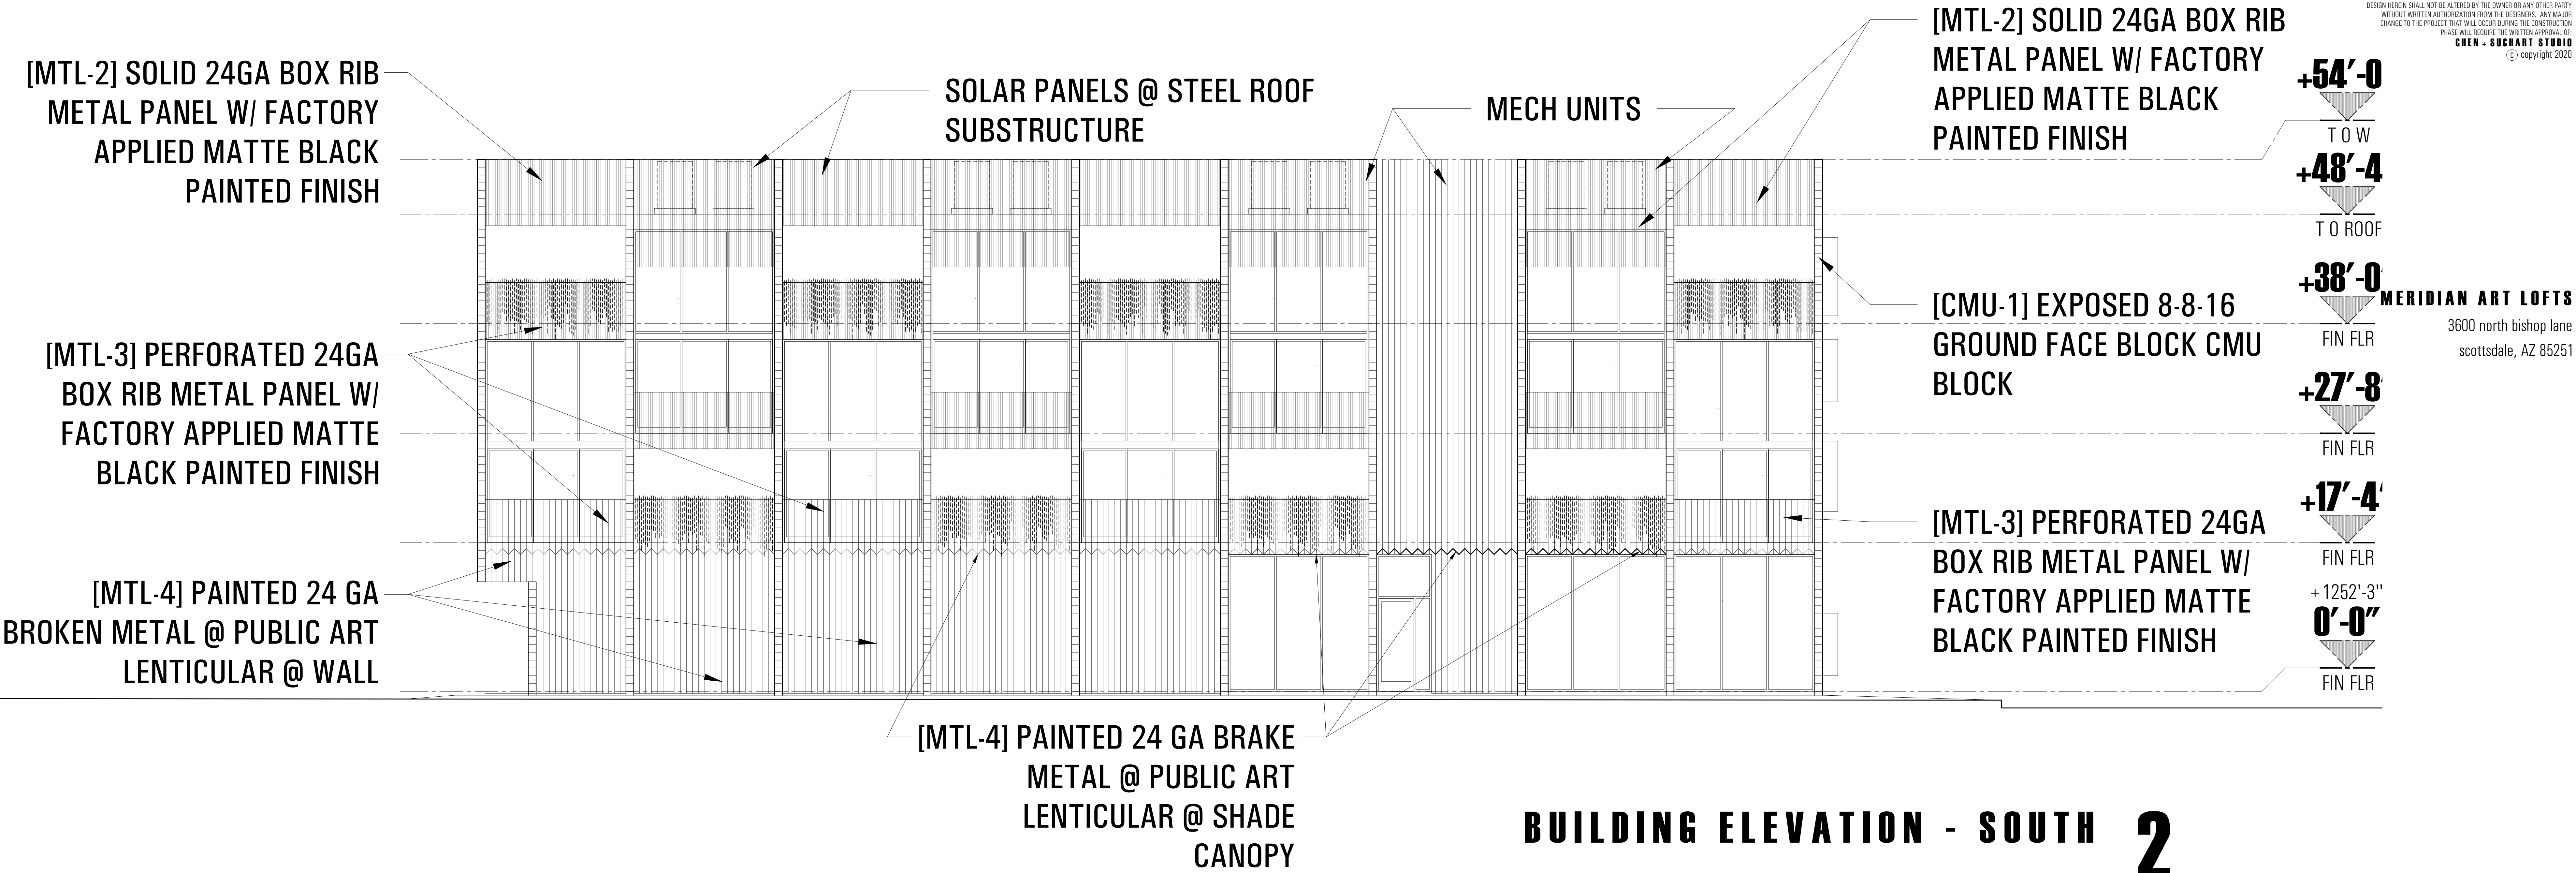 [MTL-2] SOLID 24GA BOX RIB
METAL PANEL W/ FACTORY
APPLIED MATTE BLACK
PAINTED FINISH
[MTL-3] PERFORATED 24GA
BOX RIB METAL PANEL W/
FACTORY APPLIED MATTE
BLACK PAINTED FINISH
[MTL-4] PAINTED 24 GA
BROKEN METAL @ PUBLIC ART
LENTICULAR @ WALL
SOLAR PANELS @ STEEL ROOF
SUBSTRUCTURE
MECH UNITS
[MTL-4] PAINTED 24 GA BRAKE
METAL @ PUBLIC ART
LENTICULAR @ SHADE
CANOPY
[MTL-2] SOLID 24GA BOX RIB
METAL PANEL W/ FACTORY
APPLIED MATTE BLACK
PAINTED FINISH
[CMU-1] EXPOSED 8-8-16
GROUND FACE BLOCK CMU
BLOCK
[MTL-3] PERFORATED 24GA
BOX RIB METAL PANEL W/
FACTORY APPLIED MATTE
BLACK PAINTED FINISH
+54'-0
T O W
+48'-4
T O ROOF
+38'-0
FIN FLR
+27'-8
FIN FLR
+17'-4'
FIN FLR
+1252'-3"
0'-0"
FIN FLR
DESIGN HEREIN SHALL NOT BE ALTERED BY THE OWNER OR ANY OTHER PARTY
WITHOUT WRITTEN AUTHORIZATION FROM THE DESIGNERS. ANY MAJOR
CHANGE TO THE PROJECT THAT WILL OCCUR DURING THE CONSTRUCTION
PHASE WILL REQUIRE THE WRITTEN APPROVAL OF:
CHEN + SUCHART STUDIO
© copyright 2020
MERIDIAN ART LOFTS
3600 north bishop lane
scottsdale, AZ 85251
BUILDING ELEVATION - SOUTH 2